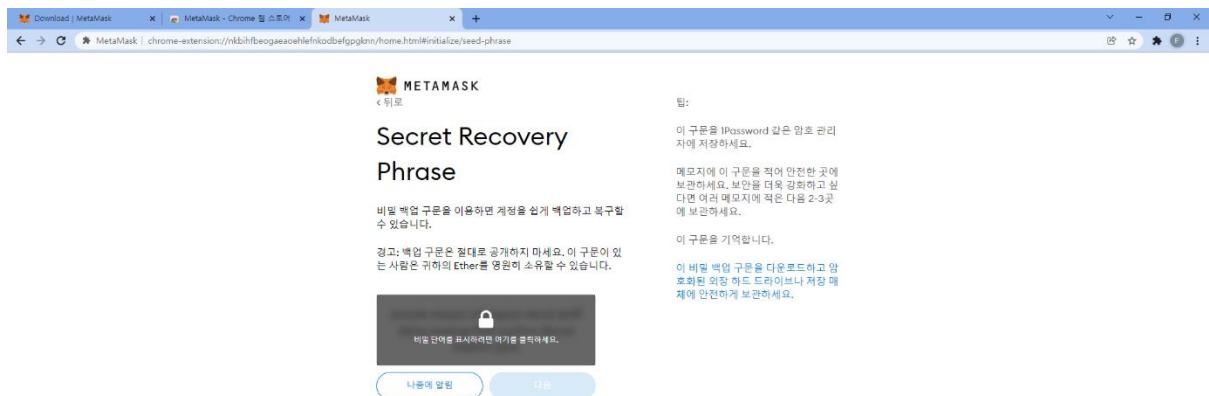 Download | MetaMask
MetaMask - Chrome 웹 스토어
MetaMask
MetaMask | chrome-extension://nkbihfbeogaeaoehlefnkodbefgpgknn/home.html#initialize/seed-phrase
METAMASK
< 뒤로
Secret Recovery
Phrase
비밀 백업 구문을 이용하면 계정을 쉽게 백업하고 복구할
수 있습니다.
경고: 백업 구문은 절대로 공개하지 마세요. 이 구문이 있
는 사람은 귀하의 Ether를 영원히 소유할 수 있습니다.
비밀 단어를 표시하려면 여기를 클릭하세요.
나중에 알림
다음
팁:
이 구문을 1Password 같은 암호 관리
자에 저장하세요.
메모지에 이 구문을 적어 안전한 곳에
보관하세요. 보안을 더욱 강화하고 싶
다면 여러 메모지에 적은 다음 2-3곳
에 보관하세요.
이 구문을 기억합니다.
이 비밀 백업 구문을 다운로드하고 암
호화된 외장 하드 드라이브나 저장 매
체에 안전하게 보관하세요.